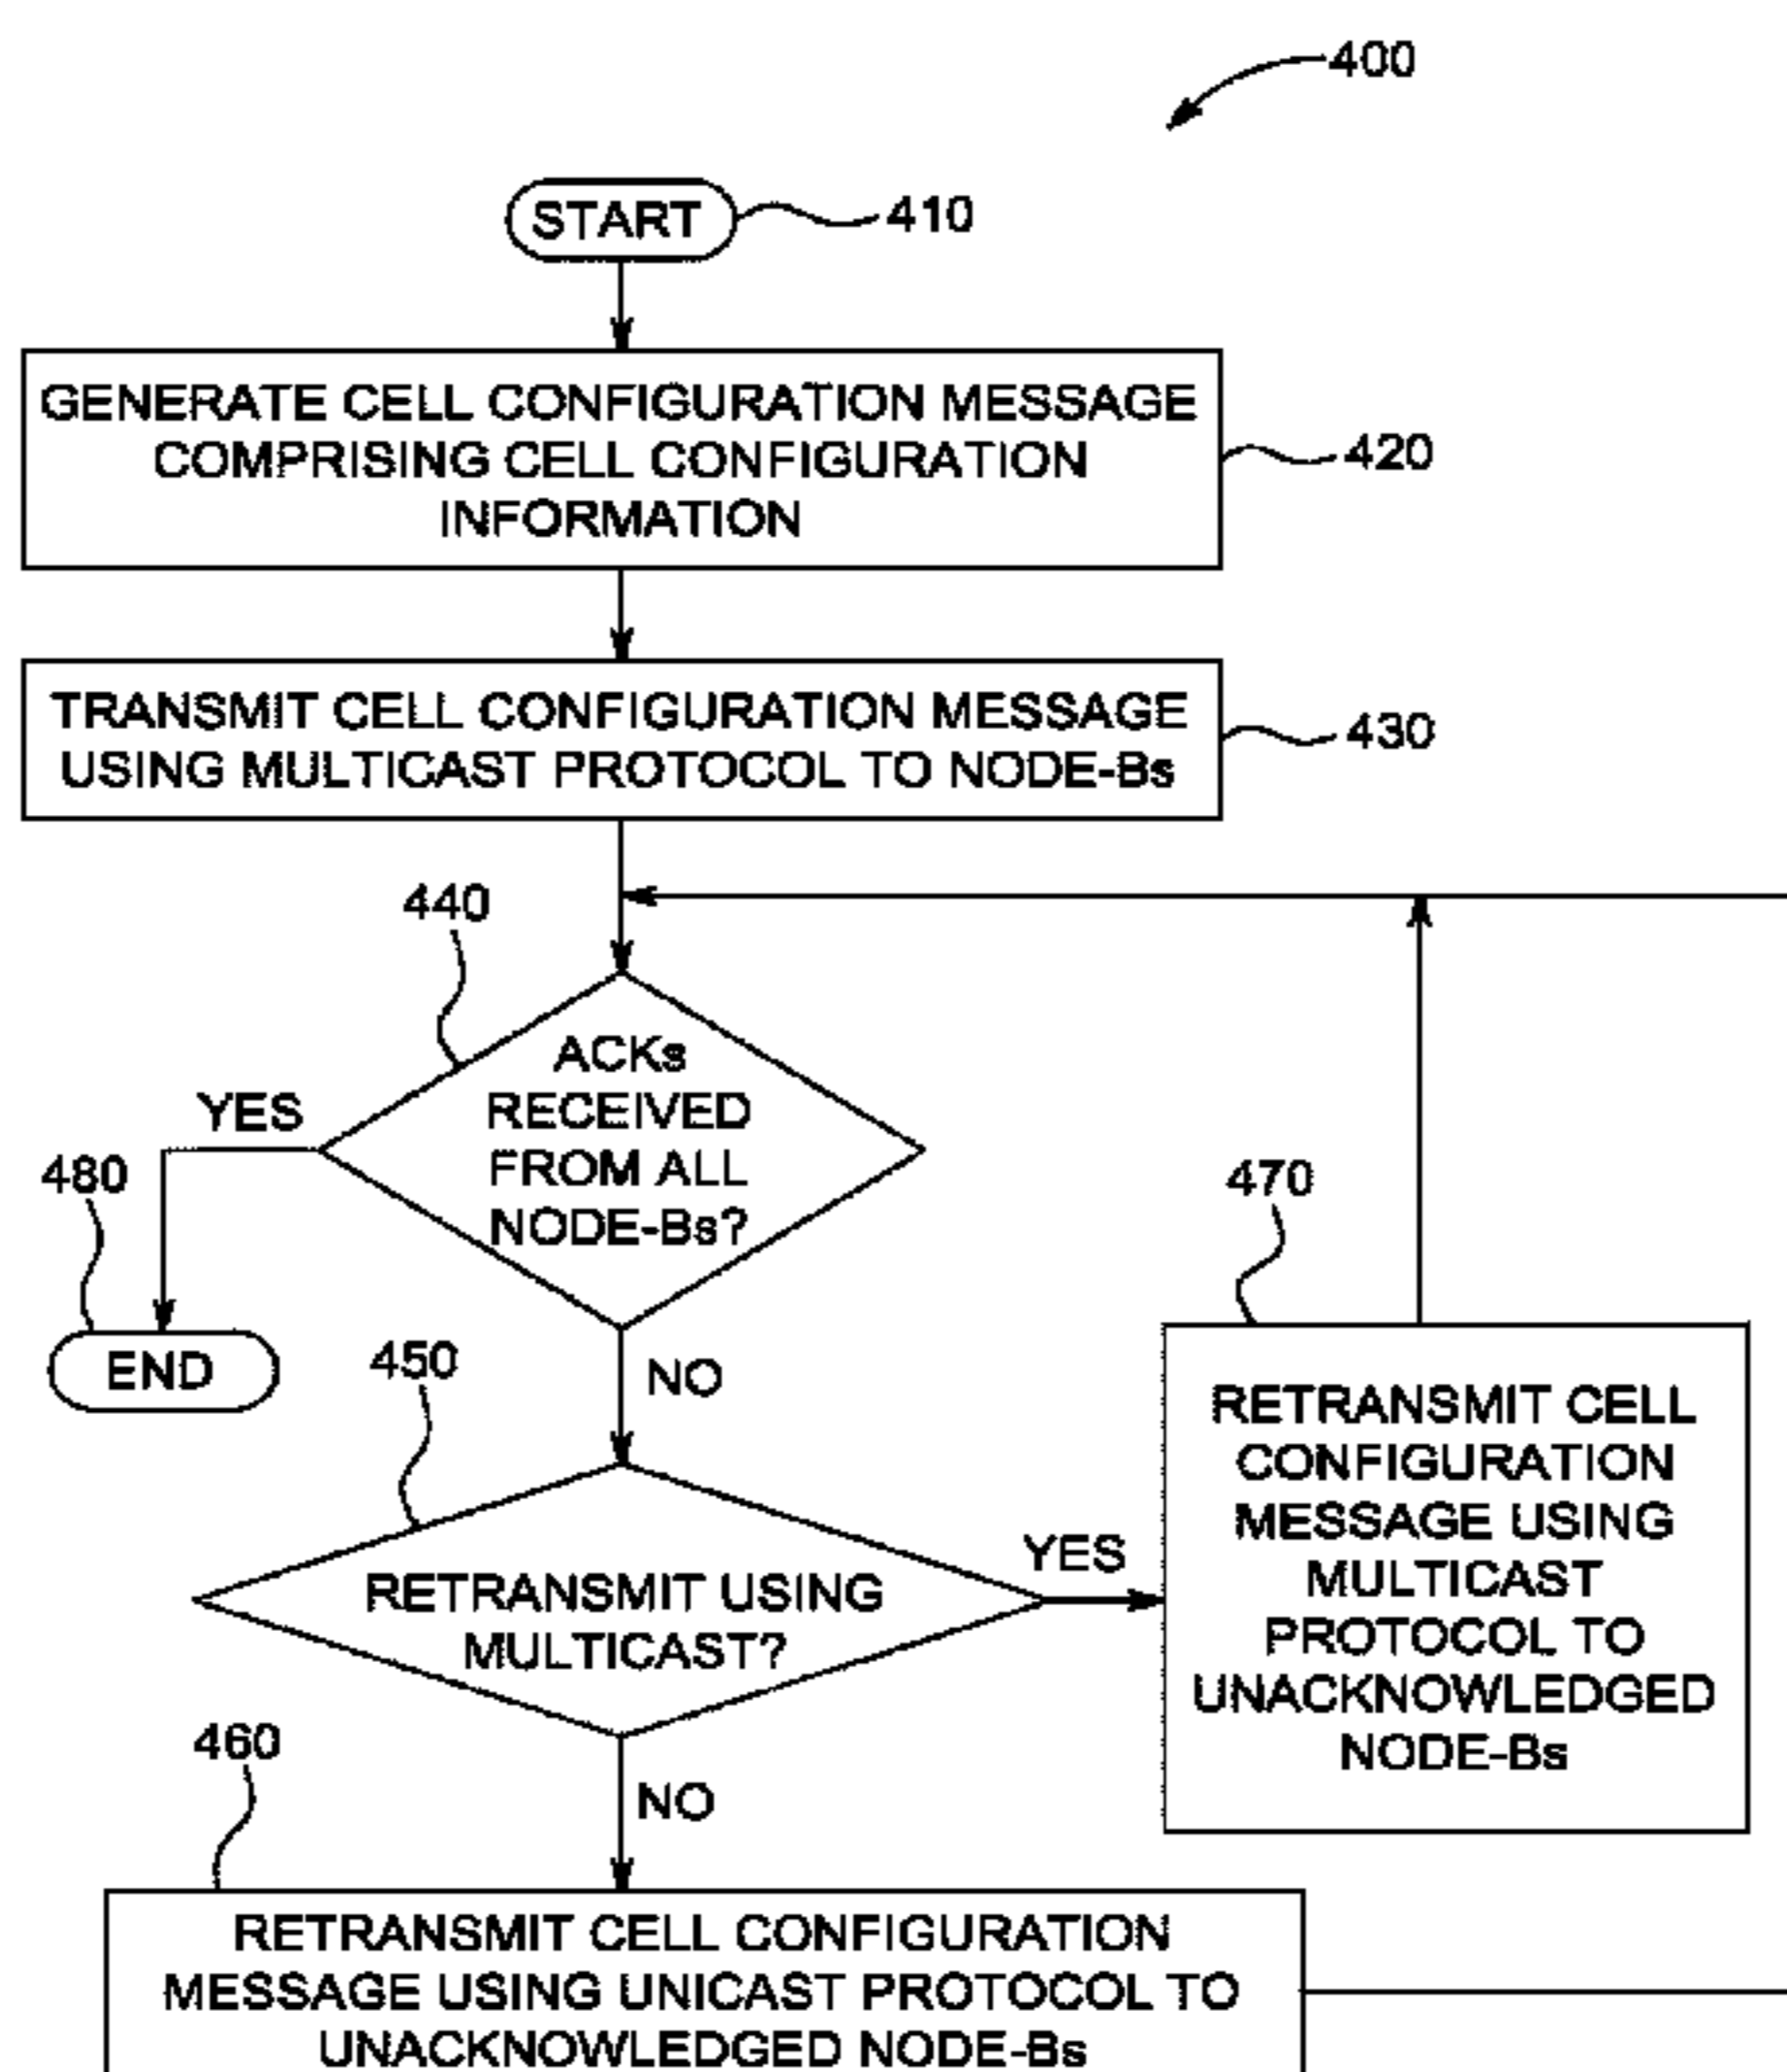 400
START
410
GENERATE CELL CONFIGURATION MESSAGE
COMPRISING CELL CONFIGURATION
INFORMATION
420
TRANSMIT CELL CONFIGURATION MESSAGE
USING MULTICAST PROTOCOL TO NODE-Bs
430
440
ACKs
RECEIVED
FROM ALL
NODE-Bs?
YES
480
END
NO
450
RETRANSMIT USING
MULTICAST?
YES
470
RETRANSMIT CELL
CONFIGURATION
MESSAGE USING
MULTICAST
PROTOCOL TO
UNACKNOWLEDGED
NODE-Bs
NO
460
RETRANSMIT CELL CONFIGURATION
MESSAGE USING UNICAST PROTOCOL TO
UNACKNOWLEDGED NODE-Bs